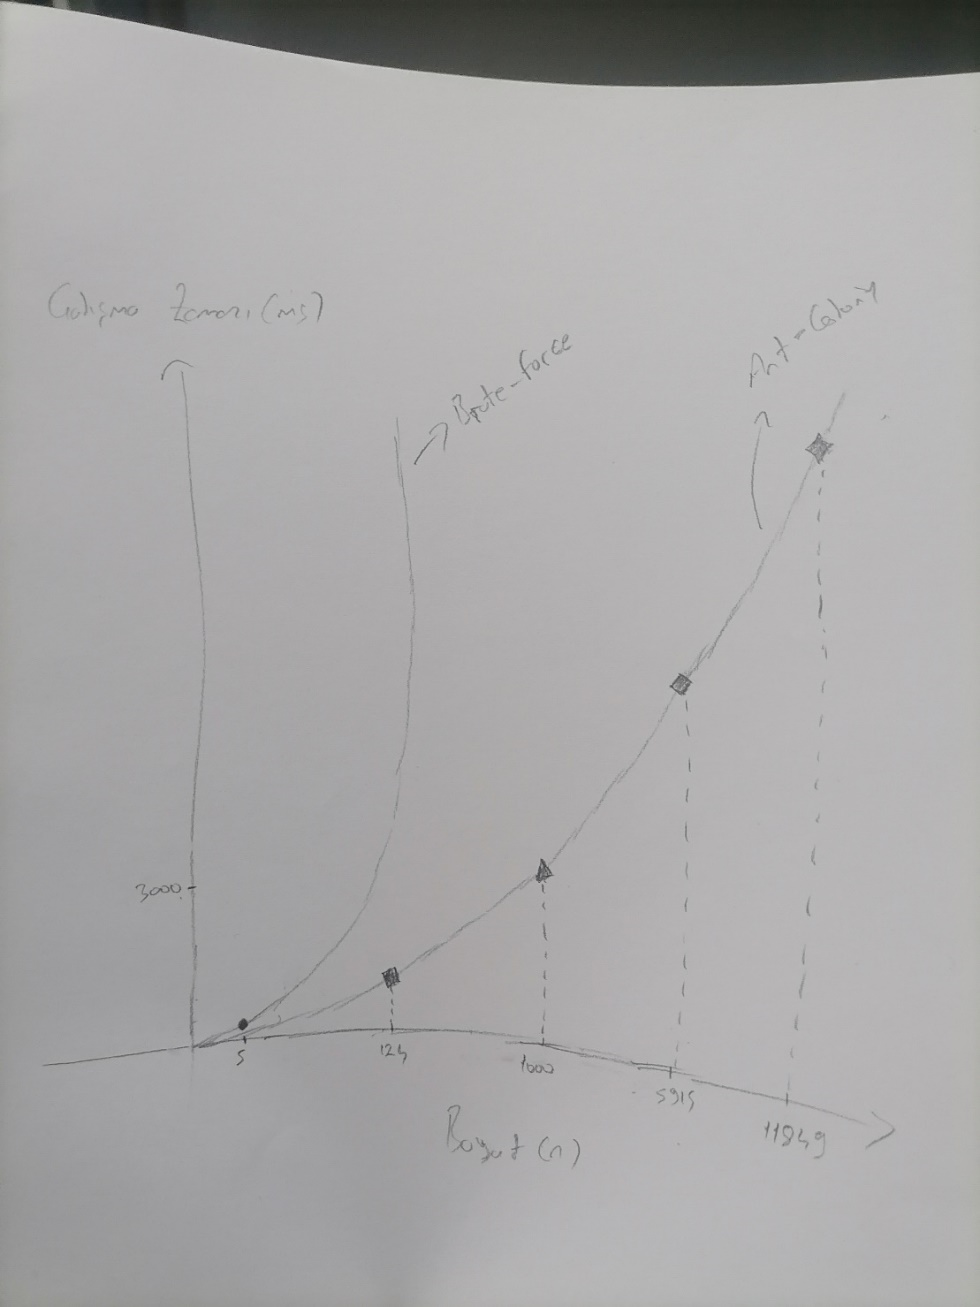 Çalışma Zamanı (ms)
Brute-force
Ant-Colony
3000
5
124
1000
5915
11849
Boyut (n)